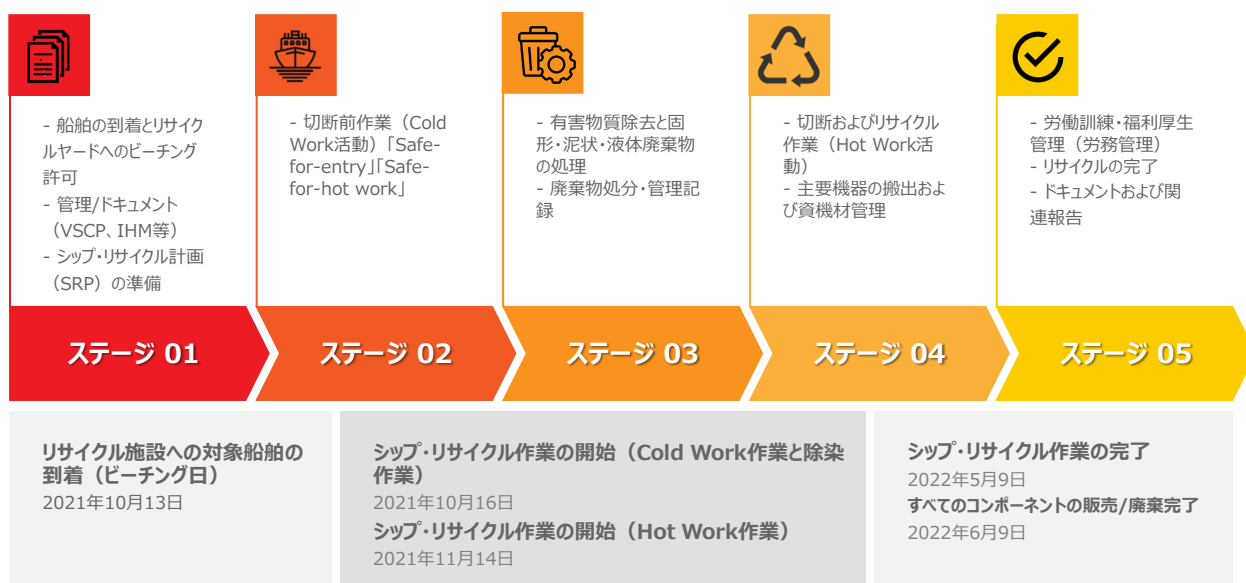 - 船舶の到着とリサイク
ルヤードへのビーチング
許可
- 管理/ドキュメント
（VSCP、IHM等）
- シップ・リサイクル計画
（SRP）の準備
- 切断前作業（Cold
Work活動）「Safe-
for-entry」「Safe-
for-hot work」
- 有害物質除去と固
形・泥状・液体廃棄物
の処理
- 廃棄物処分・管理記
録
- 切断およびリサイクル
作業（Hot Work活
動）
- 主要機器の搬出およ
び資機材管理
- 労働訓練・福利厚生
管理（労務管理）
- リサイクルの完了
- ドキュメントおよび関
連報告
ステージ 01
ステージ 02
ステージ 03
ステージ 04
ステージ 05
リサイクル施設への対象船舶の
到着（ビーチング日）
2021年10月13日
シップ・リサイクル作業の開始（Cold Work作業と除染
作業）
2021年10月16日
シップ・リサイクル作業の開始（Hot Work作業）
2021年11月14日
シップ・リサイクル作業の完了
2022年5月9日
すべてのコンポーネントの販売/廃棄完了
2022年6月9日